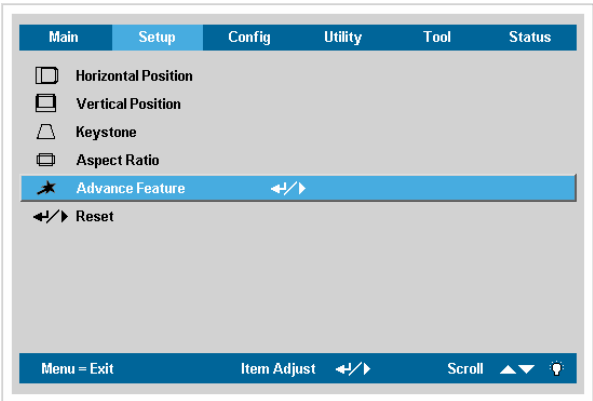 Main Setup Config Utility Tool Status
Horizontal Position
Vertical Position
Keystone
Aspect Ratio
Advance Feature
Reset
Menu = Exit Item Adjust Scroll